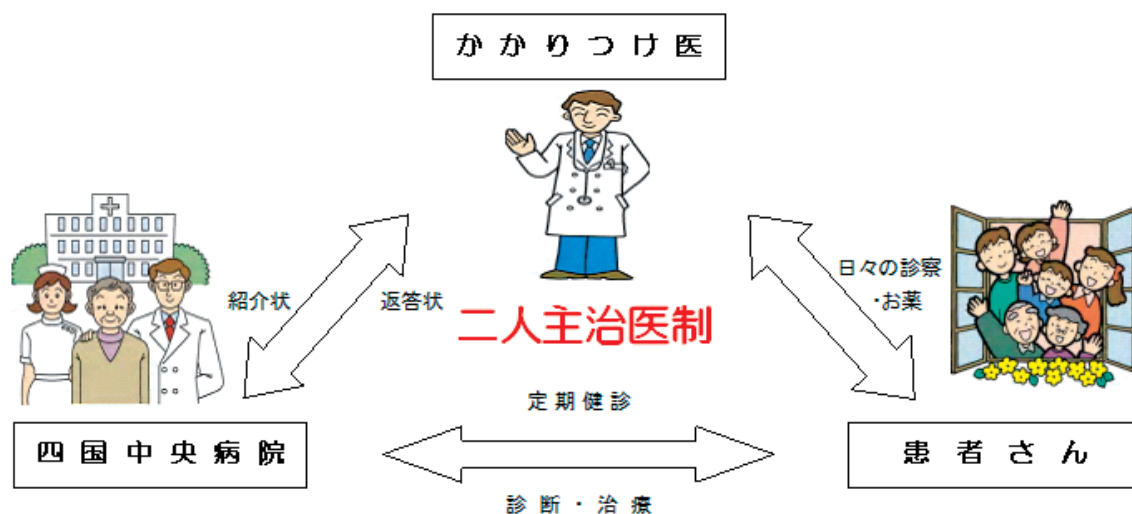 かかりつけ医
紹介状
返答状
日々の診察
・お薬
二人主治医制
定期健診
四国中央病院
患者さん
診断・治療